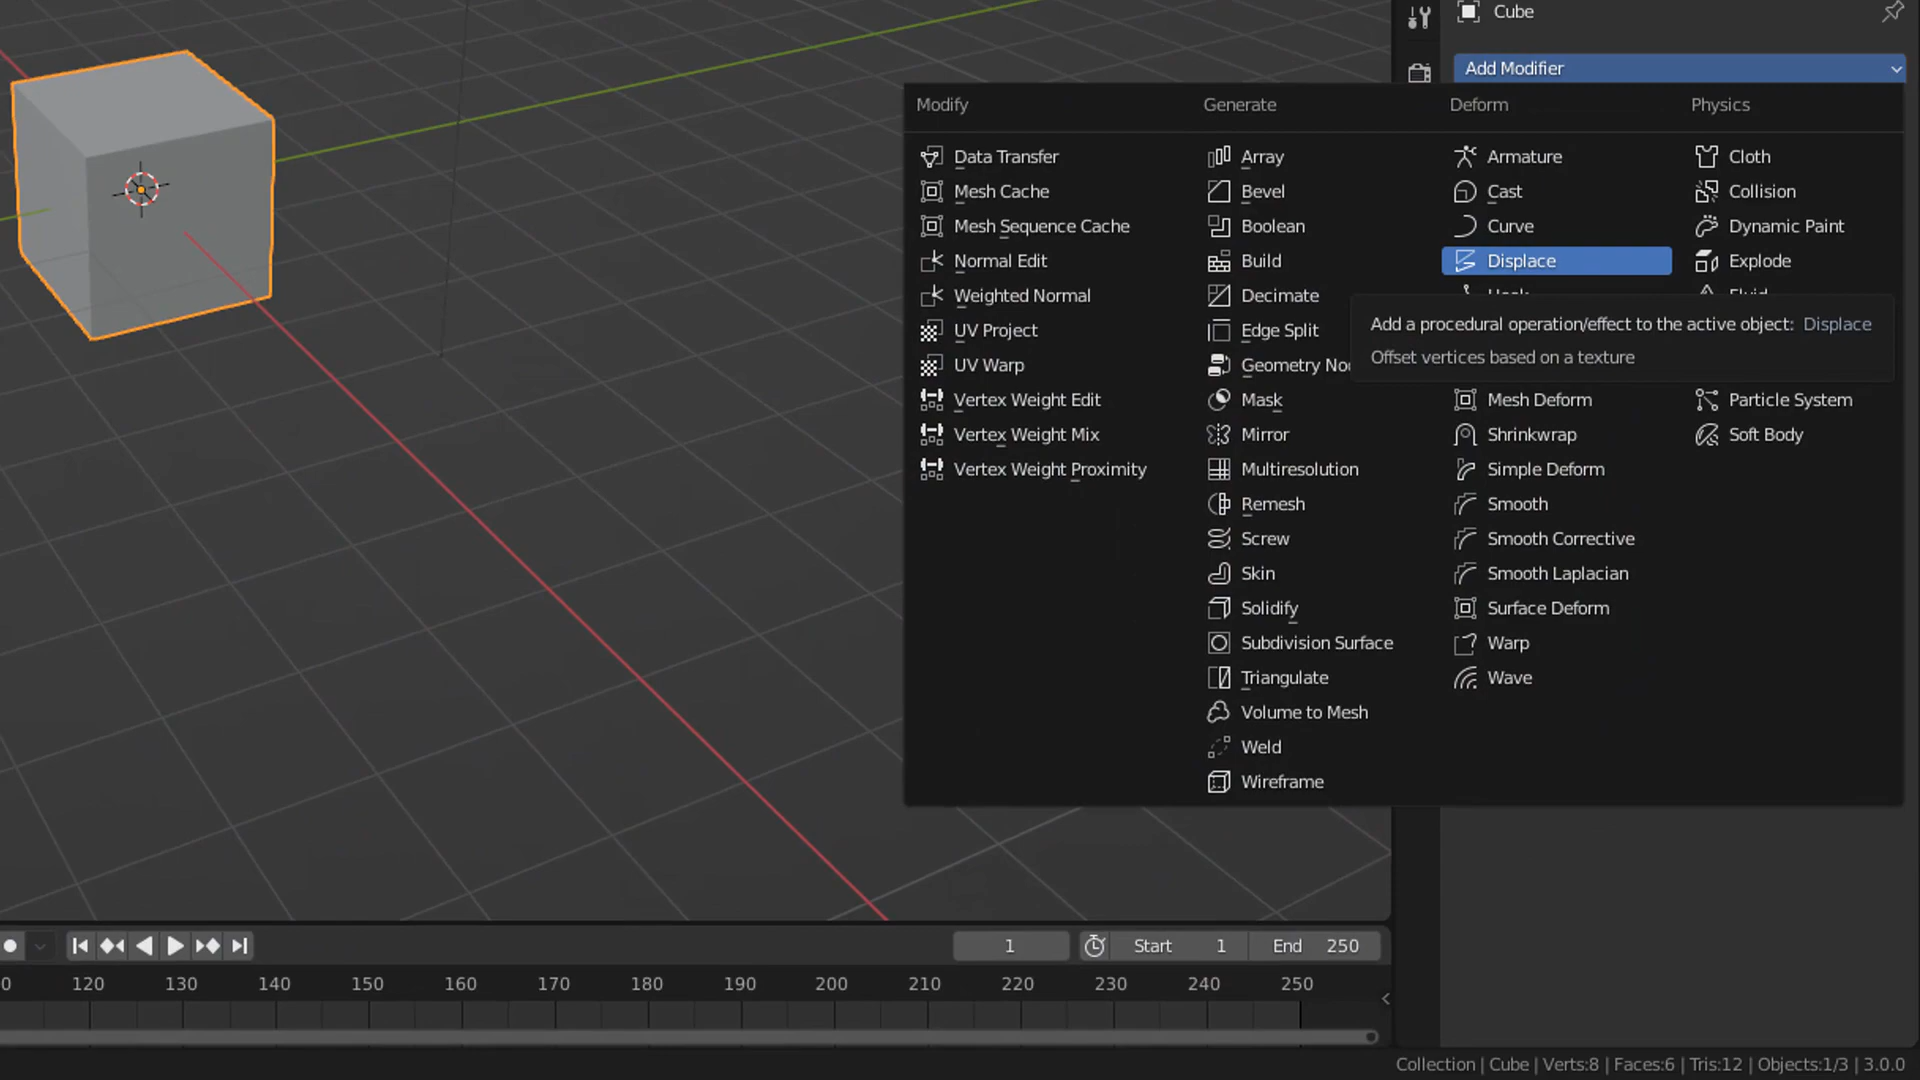 Cube
Add Modifier
Modify
Data Transfer
Mesh Cache
Mesh Sequence Cache
Normal Edit
Weighted Normal
UV Project
UV Warp
Vertex Weight Edit
Vertex Weight Mix
Vertex Weight Proximity
Generate
Array
Bevel
Boolean
Build
Decimate
Edge Split
Geometry No
Mask
Mirror
Multiresolution
Remesh
Screw
Skin
Solidify
Subdivision Surface
Triangulate
Volume to Mesh
Weld
Wireframe
Deform
Armature
Cast
Curve
Displace
Add a procedural operation/effect to the active object: Displace
Offset vertices based on a texture
Mesh Deform
Shrinkwrap
Simple Deform
Smooth
Smooth Corrective
Smooth Laplacian
Surface Deform
Warp
Wave
Physics
Cloth
Collision
Dynamic Paint
Explode
Particle System
Soft Body
1 Start 1 End 250
0 120 130 140 150 160 170 180 190 200 210 220 230 240 250
Collection | Cube | Verts:8 | Faces:6 | Tris:12 | Objects:1/3 | 3.0.0